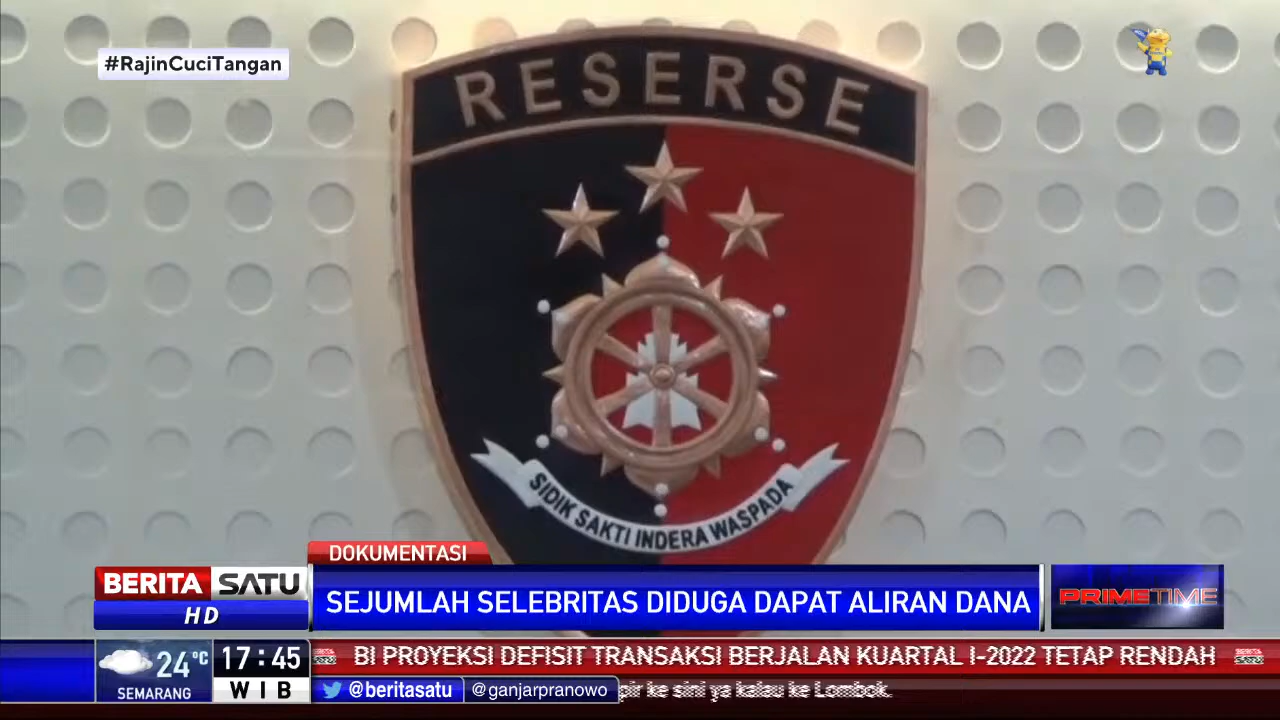 #RajinCuciTangan
RESERSE
SIDIK SAKTI INDERA WASPADA
DOKUMENTASI
BERITA SATU
HD
SEJUMLAH SELEBRITAS DIDUGA DAPAT ALIRAN DANA
PRIMETIME
24°C
SEMARANG
17:45
WIB
BI PROYEKSI DEFISIT TRANSAKSI BERJALAN KUARTAL I-2022 TETAP RENDAH
@beritasatu
@ganjarpranowo
ke sini ya kalau ke Lombok.